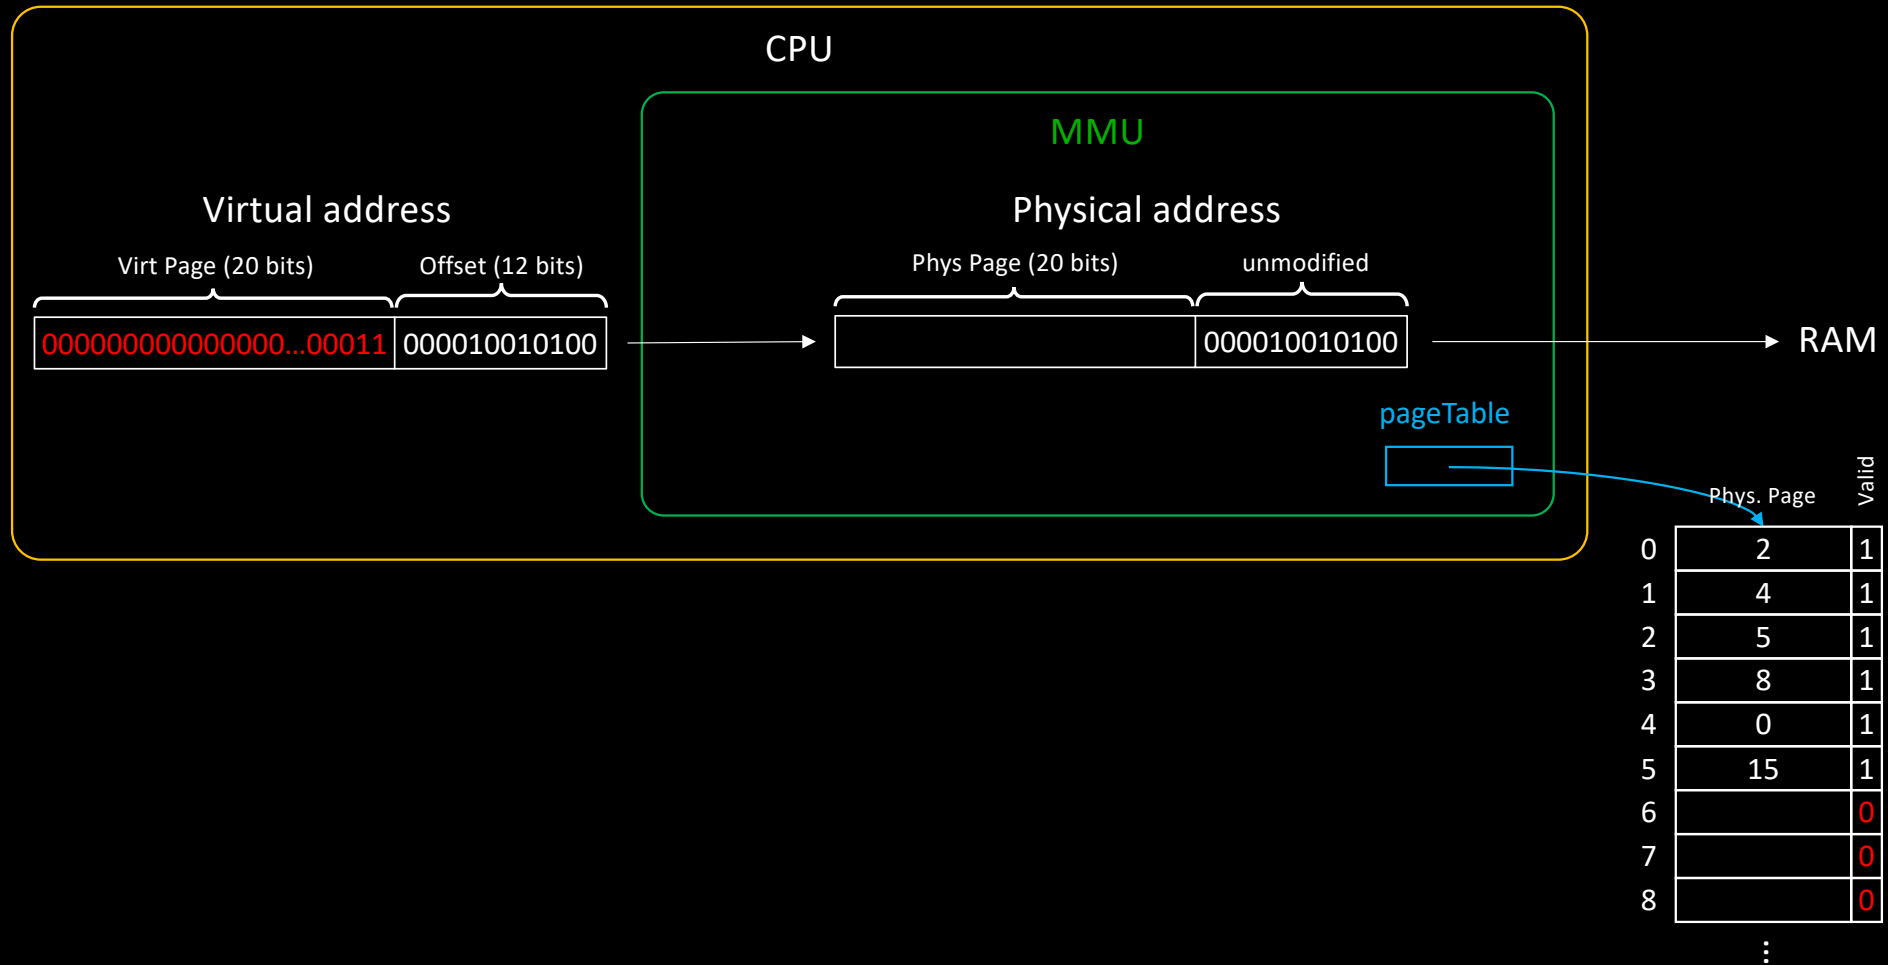 CPU
MMU
Virtual address
Physical address
Virt Page (20 bits) Offset (12 bits)
Phys Page (20 bits) unmodified
000000000000000...00011 000010010100
000010010100
RAM
pageTable
Phys. Page Valid
0 2 1
1 4 1
2 5 1
3 8 1
4 0 1
5 15 1
6 0
7 0
8 0
...